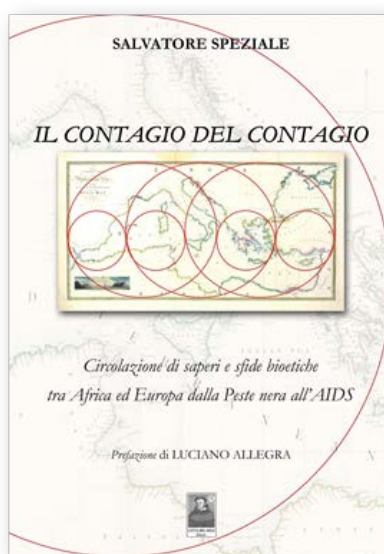 SALVATORE SPEZIALE
IL CONTAGIO DEL CONTAGIO
Circolazione di saperi e sfide bioetiche
tra Africa ed Europa dalla Peste nera all'AIDS
Prefazione di LUCIANO ALLEGRA